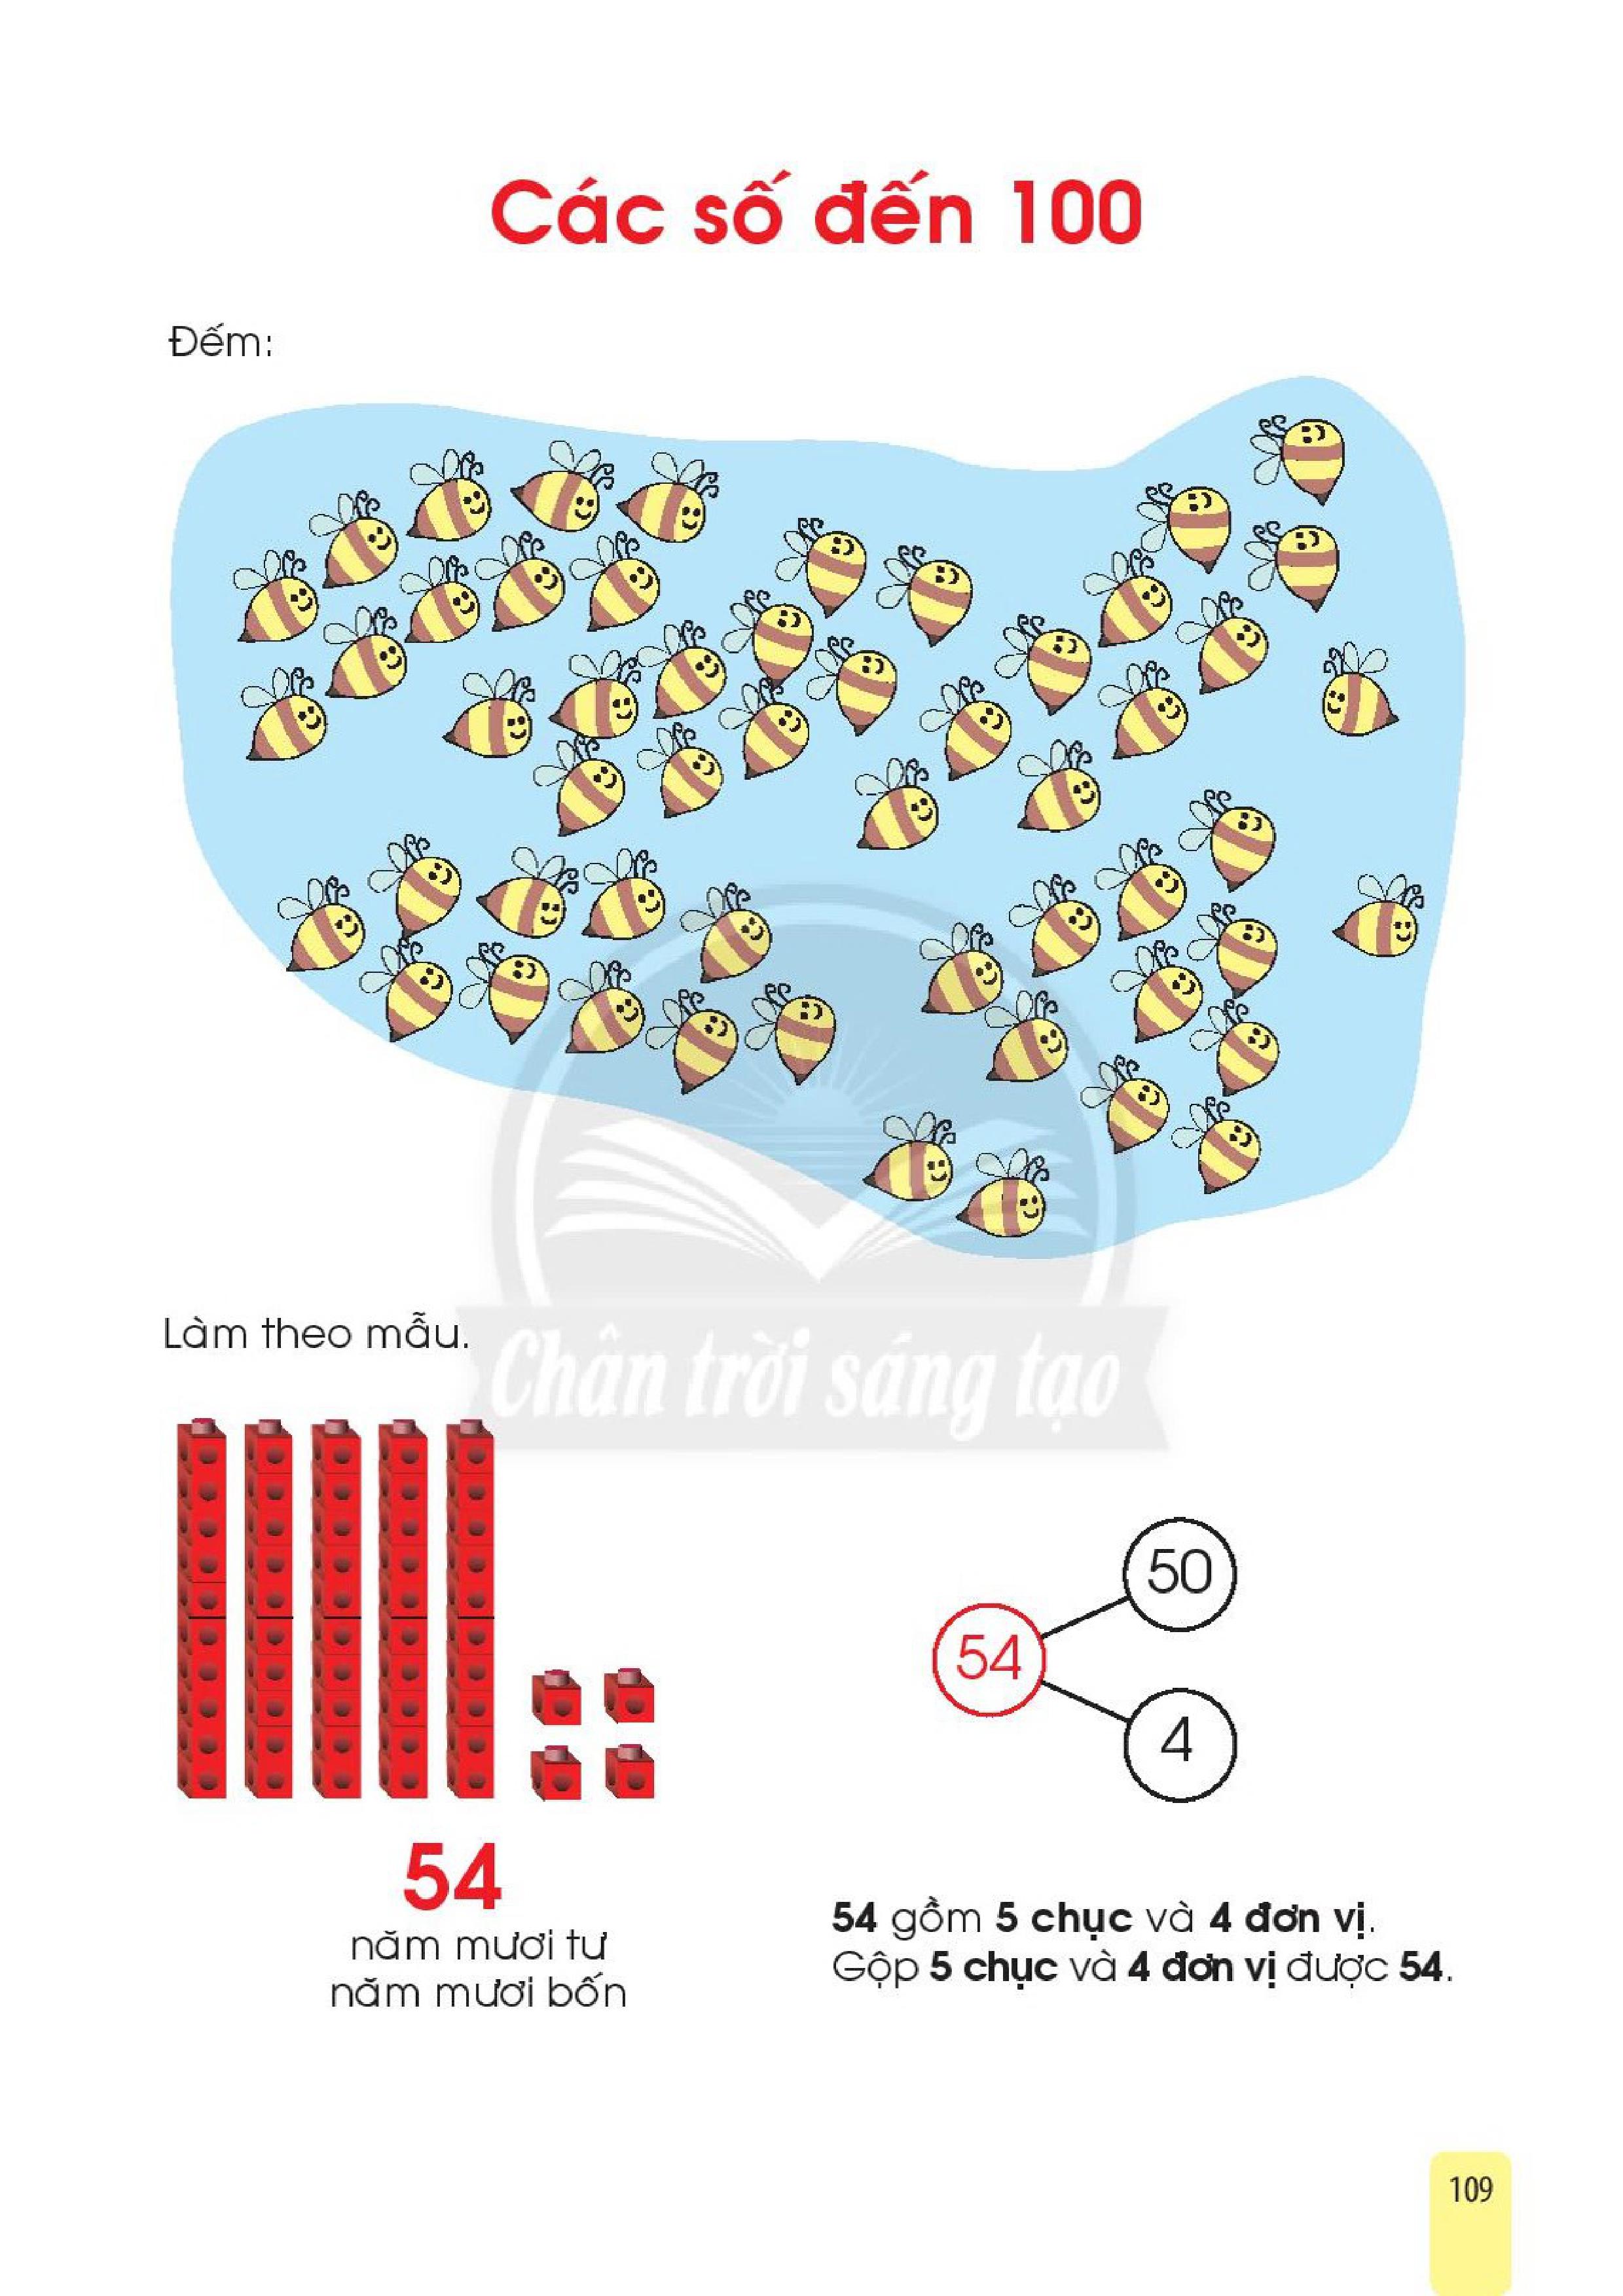 Các số đến 100
Đếm:
Làm theo mẫu.
Chân trời sáng tạo
50
54
4
54
năm mươi tư
năm mươi bốn
54 gồm 5 chục và 4 đơn vị.
Gộp 5 chục và 4 đơn vị được 54.
109